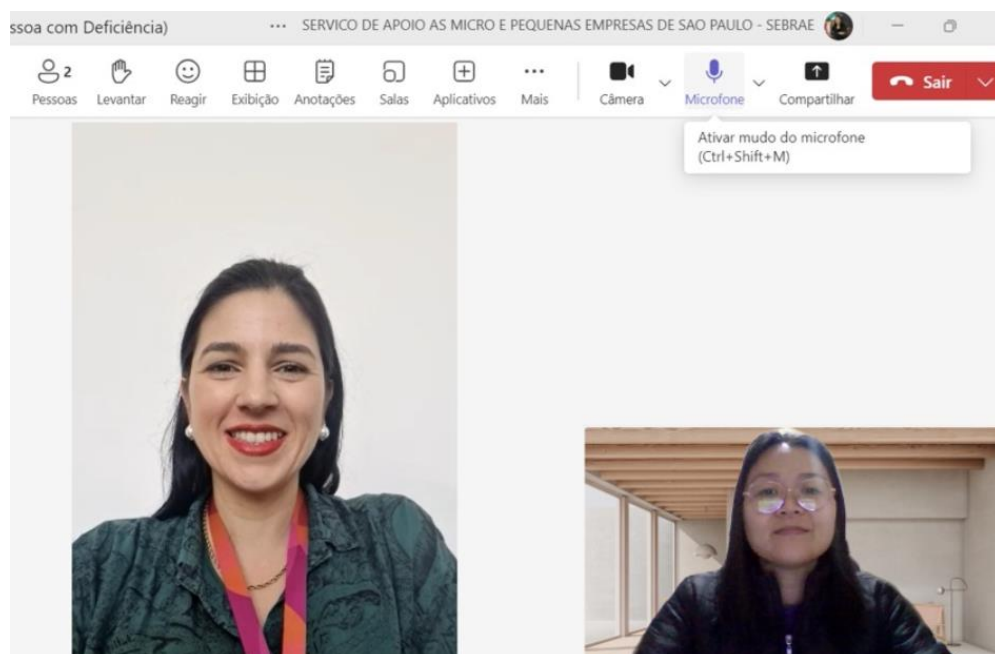 ssoa com Deficiência)
... SERVICO DE APOIO AS MICRO E PEQUENAS EMPRESAS DE SAO PAULO - SEBRAE
2
Pessoas Levantar Reagir Exibição Anotações Salas Aplicativos Mais Câmera Microfone Compartilhar Sair
Ativar mudo do microfone
(Ctrl+Shift+M)